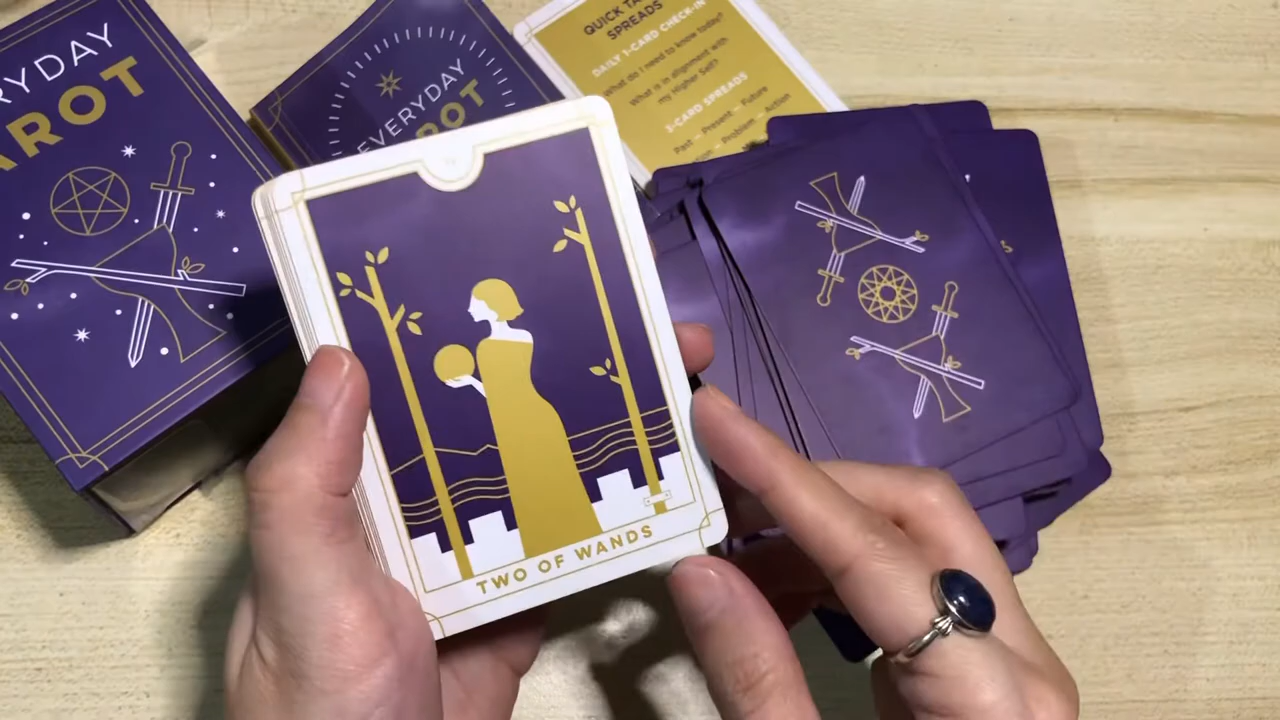 RYDAY
AROT
EVERYDAY
ROT
QUICK TA
SPREADS
DAILY 1-CARD CHECK-IN
What do I need to know today?
What is in alignment with
my Higher Self?
3-CARD SPREADS
Past – Present – Future
– Problem – Action
TWO OF WANDS